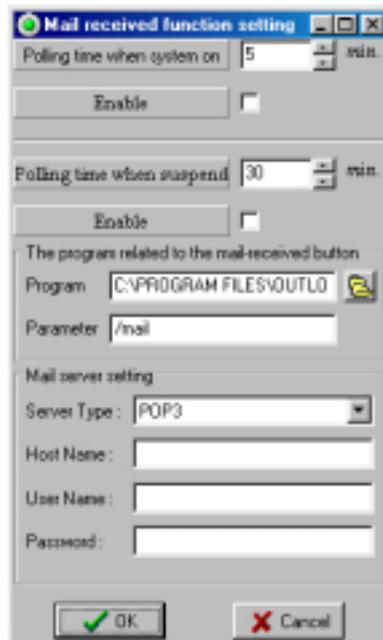 Mail received function setting
Polling time when system on 5 min.
Enable
Polling time when suspend 30 min.
Enable
The program related to the mail-received button
Program C:\PROGRAM FILES\OUTLO
Parameter /mail
Mail server setting
Server Type : POP3
Host Name :
User Name :
Password :
OK Cancel